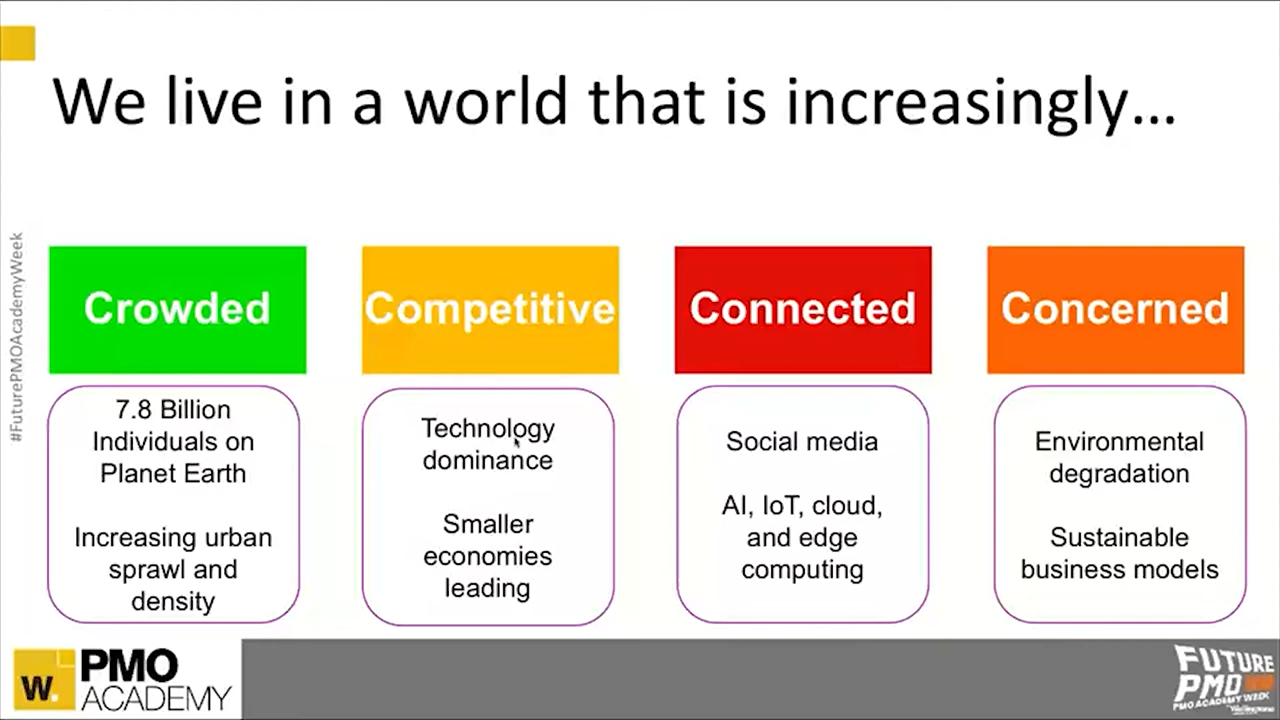 We live in a world that is increasingly...
#FuturePMOAcademyWeek
Crowded
Competitive
Connected
Concerned
7.8 Billion
Individuals on
Planet Earth
Increasing urban
sprawl and
density
Technology
dominance
Smaller
economies
leading
Social media
AI, IoT, cloud,
and edge
computing
Environmental
degradation
Sustainable
business models
w.
PMO
ACADEMY
FUTURE
PMO
PMO ACADEMY WEEK